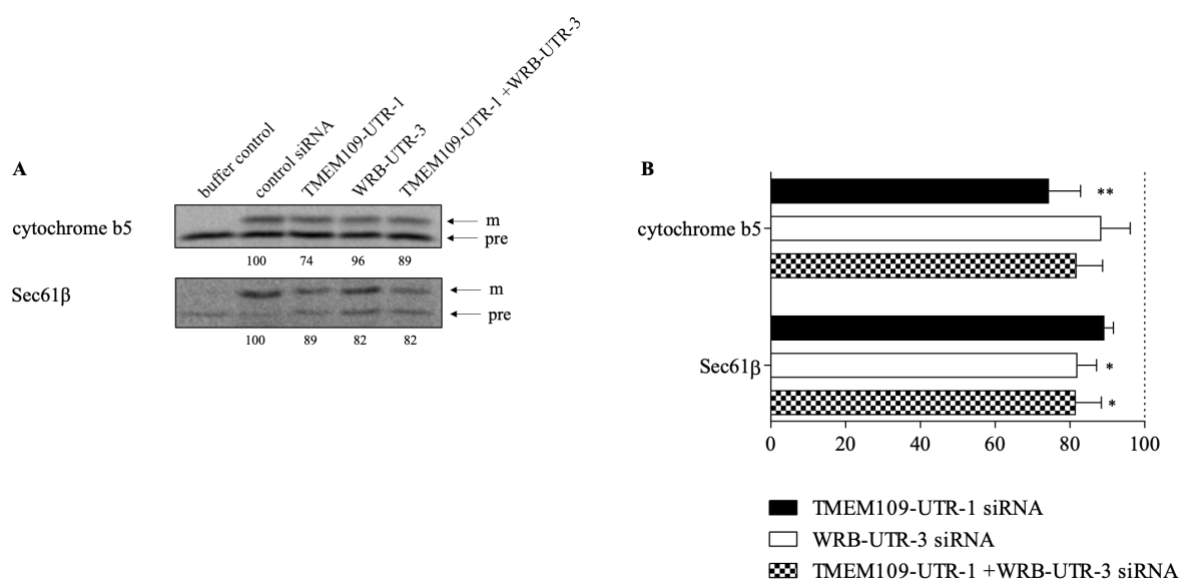 A
buffer control
control siRNA
TMEM109-UTR-1
WRB-UTR-3
TMEM109-UTR-1 +WRB-UTR-3
cytochrome b5
m
pre
100 74 96 89
Sec61β
m
pre
100 89 82 82
B
**
cytochrome b5
Sec61β
*
*
0 20 40 60 80 100
TMEM109-UTR-1 siRNA
WRB-UTR-3 siRNA
TMEM109-UTR-1 +WRB-UTR-3 siRNA